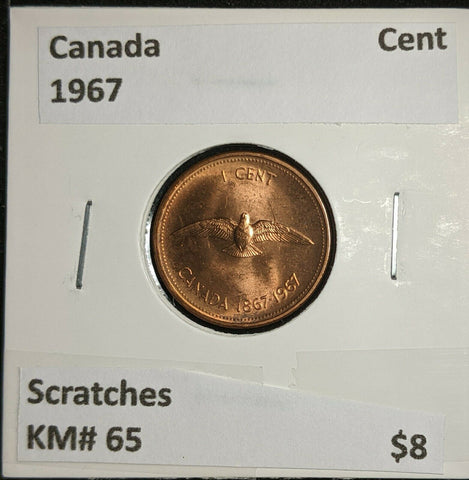 Canada Cent
1967
1 CENT
CANADA 1867-1967
Scratches
KM# 65 $8